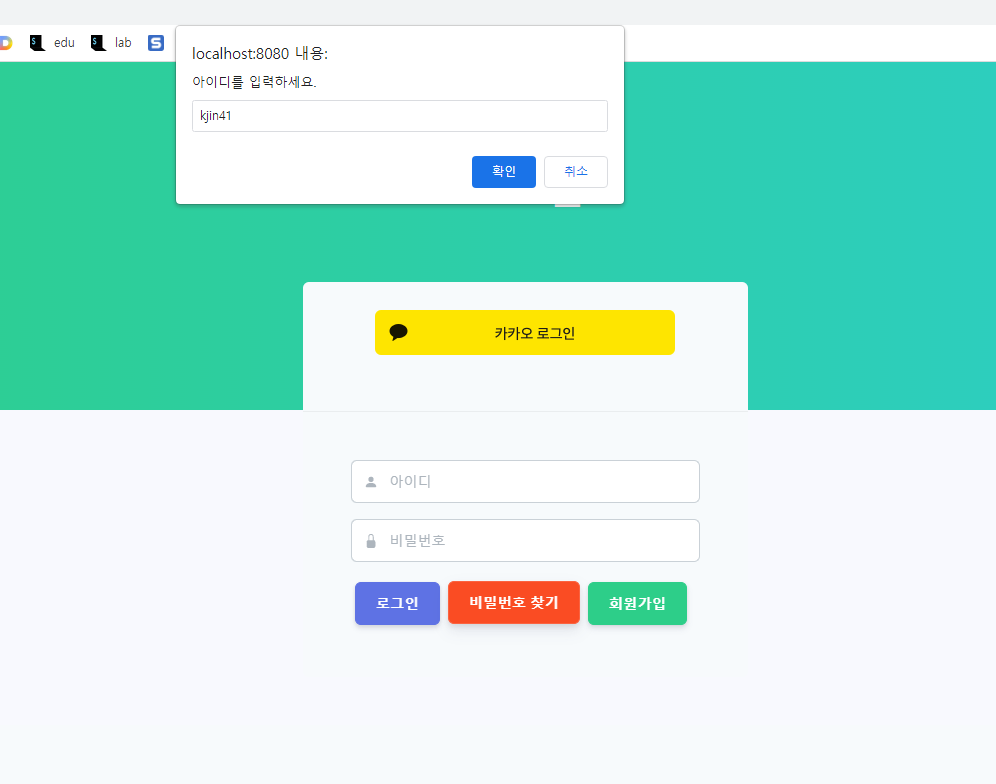 edu lab
localhost:8080 내용:
아이디를 입력하세요.
kjin41
확인 취소
카카오 로그인
아이디
비밀번호
로그인 비밀번호 찾기 회원가입